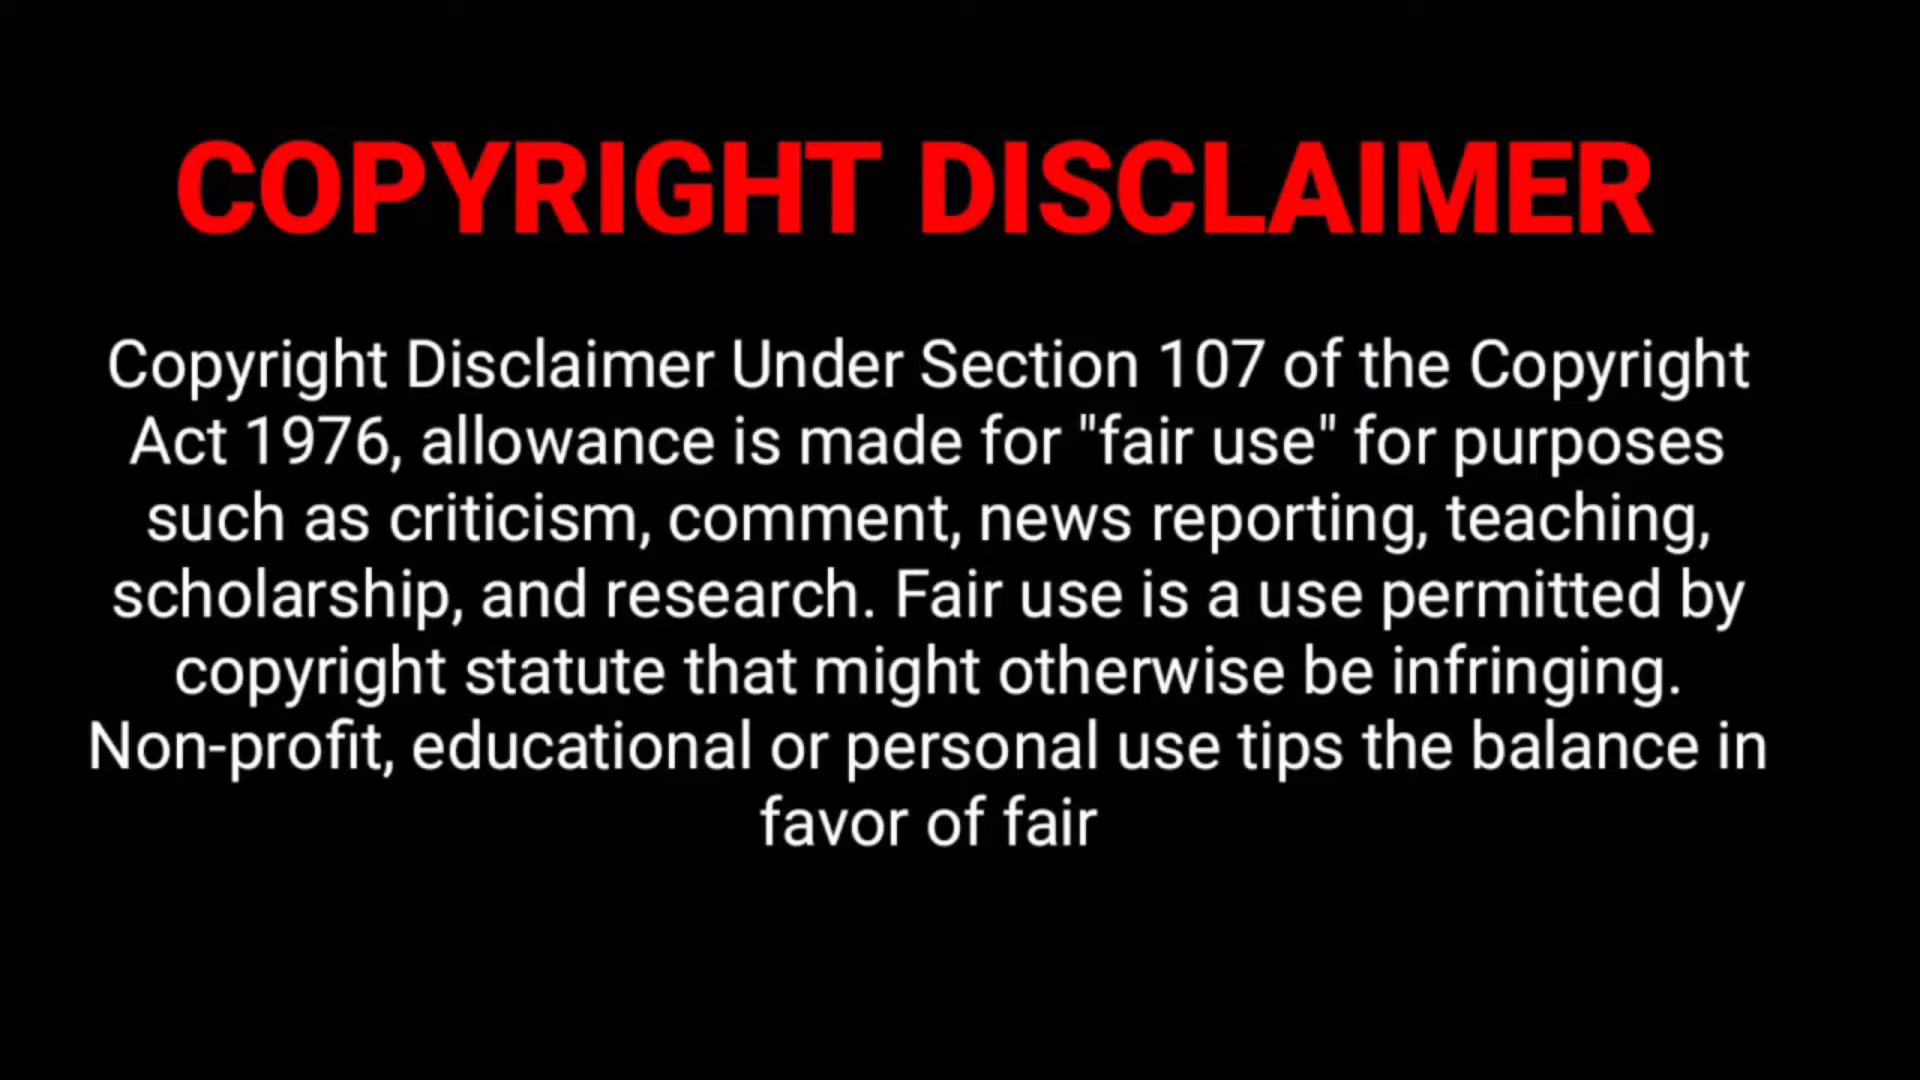 COPYRIGHT DISCLAIMER
Copyright Disclaimer Under Section 107 of the Copyright
Act 1976, allowance is made for "fair use" for purposes
such as criticism, comment, news reporting, teaching,
scholarship, and research. Fair use is a use permitted by
copyright statute that might otherwise be infringing.
Non-profit, educational or personal use tips the balance in
favor of fair